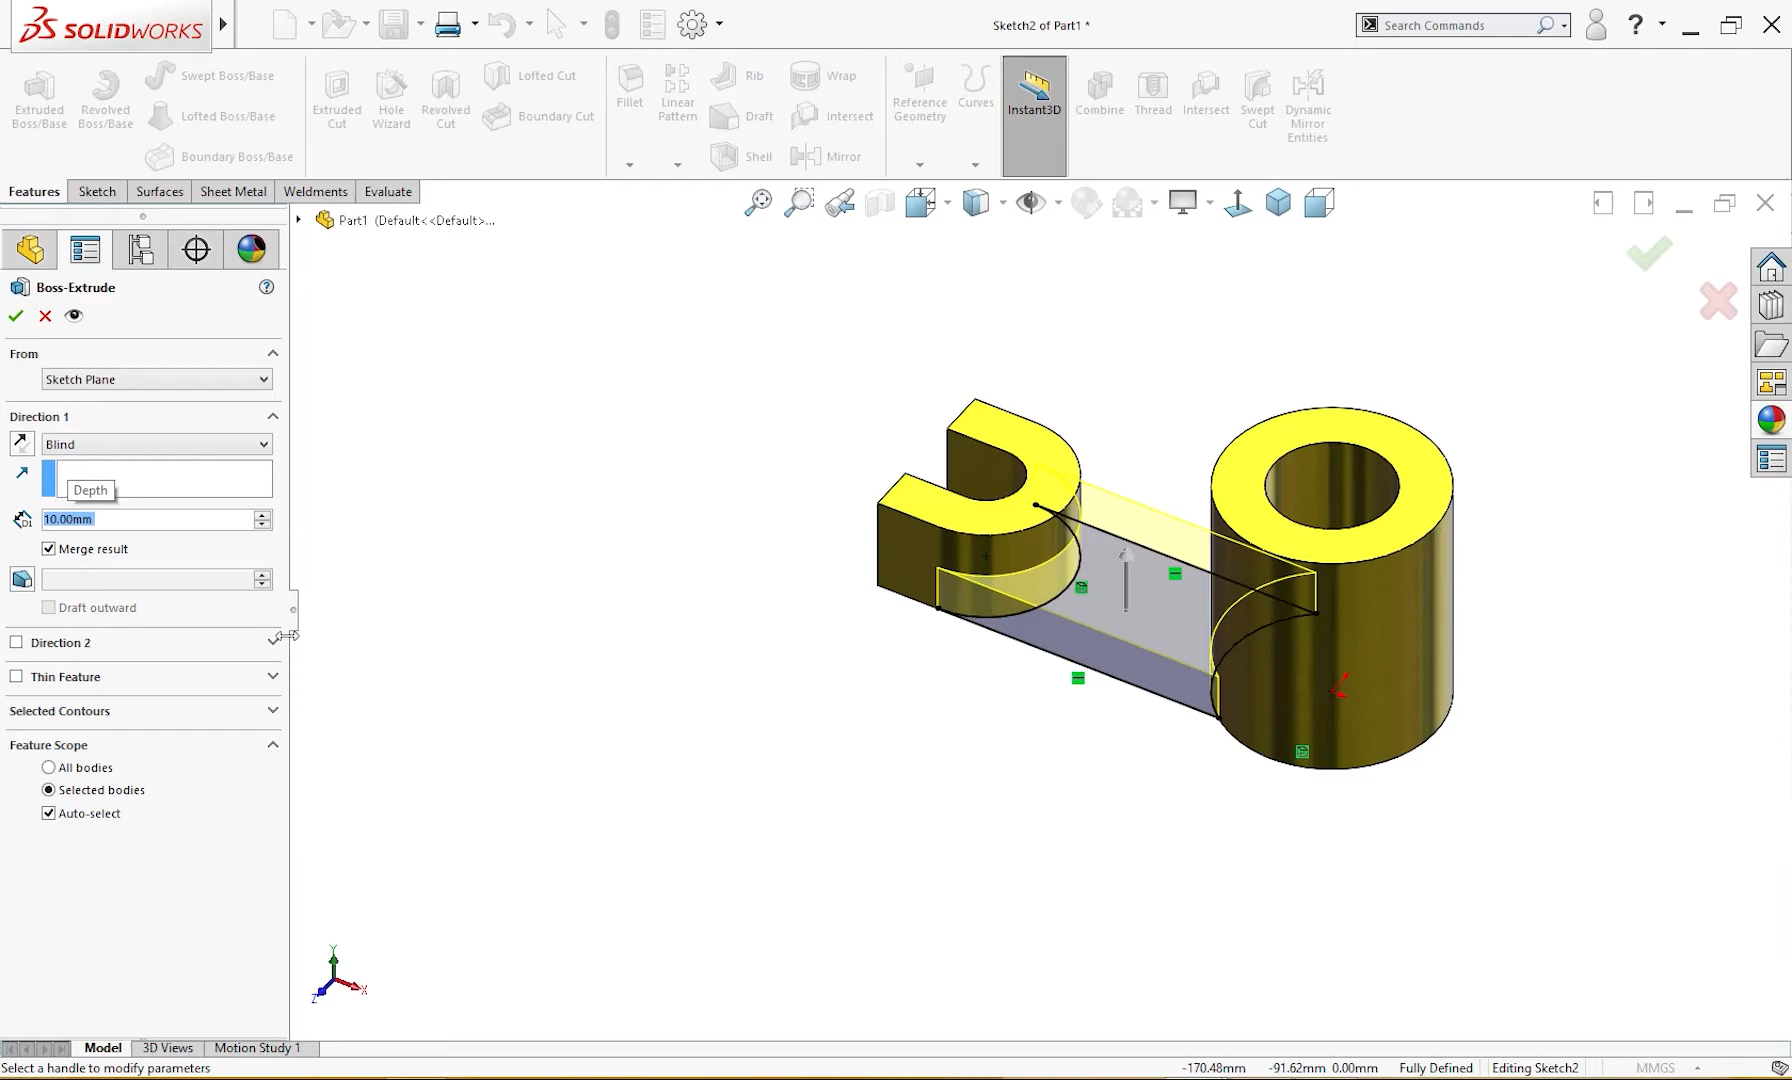 SOLIDWORKS
Sketch2 of Part1 *
Search Commands
Extruded Boss/Base
Revolved Boss/Base
Swept Boss/Base
Lofted Boss/Base
Boundary Boss/Base
Extruded Cut
Hole Wizard
Revolved Cut
Lofted Cut
Boundary Cut
Fillet
Linear Pattern
Rib
Draft
Shell
Wrap
Intersect
Mirror
Reference Geometry
Curves
Instant3D
Combine
Thread
Intersect
Swept Cut
Dynamic Mirror Entities
Features
Sketch
Surfaces
Sheet Metal
Weldments
Evaluate
Part1 (Default<<Default>...
Boss-Extrude
From
Sketch Plane
Direction 1
Blind
Depth
D1
10.00mm
Merge result
Draft outward
Direction 2
Thin Feature
Selected Contours
Feature Scope
All bodies
Selected bodies
Auto-select
Y
X
Z
Model
3D Views
Motion Study 1
Select a handle to modify parameters
-170.48mm
-91.62mm
0.00mm
Fully Defined
Editing Sketch2
MMGS